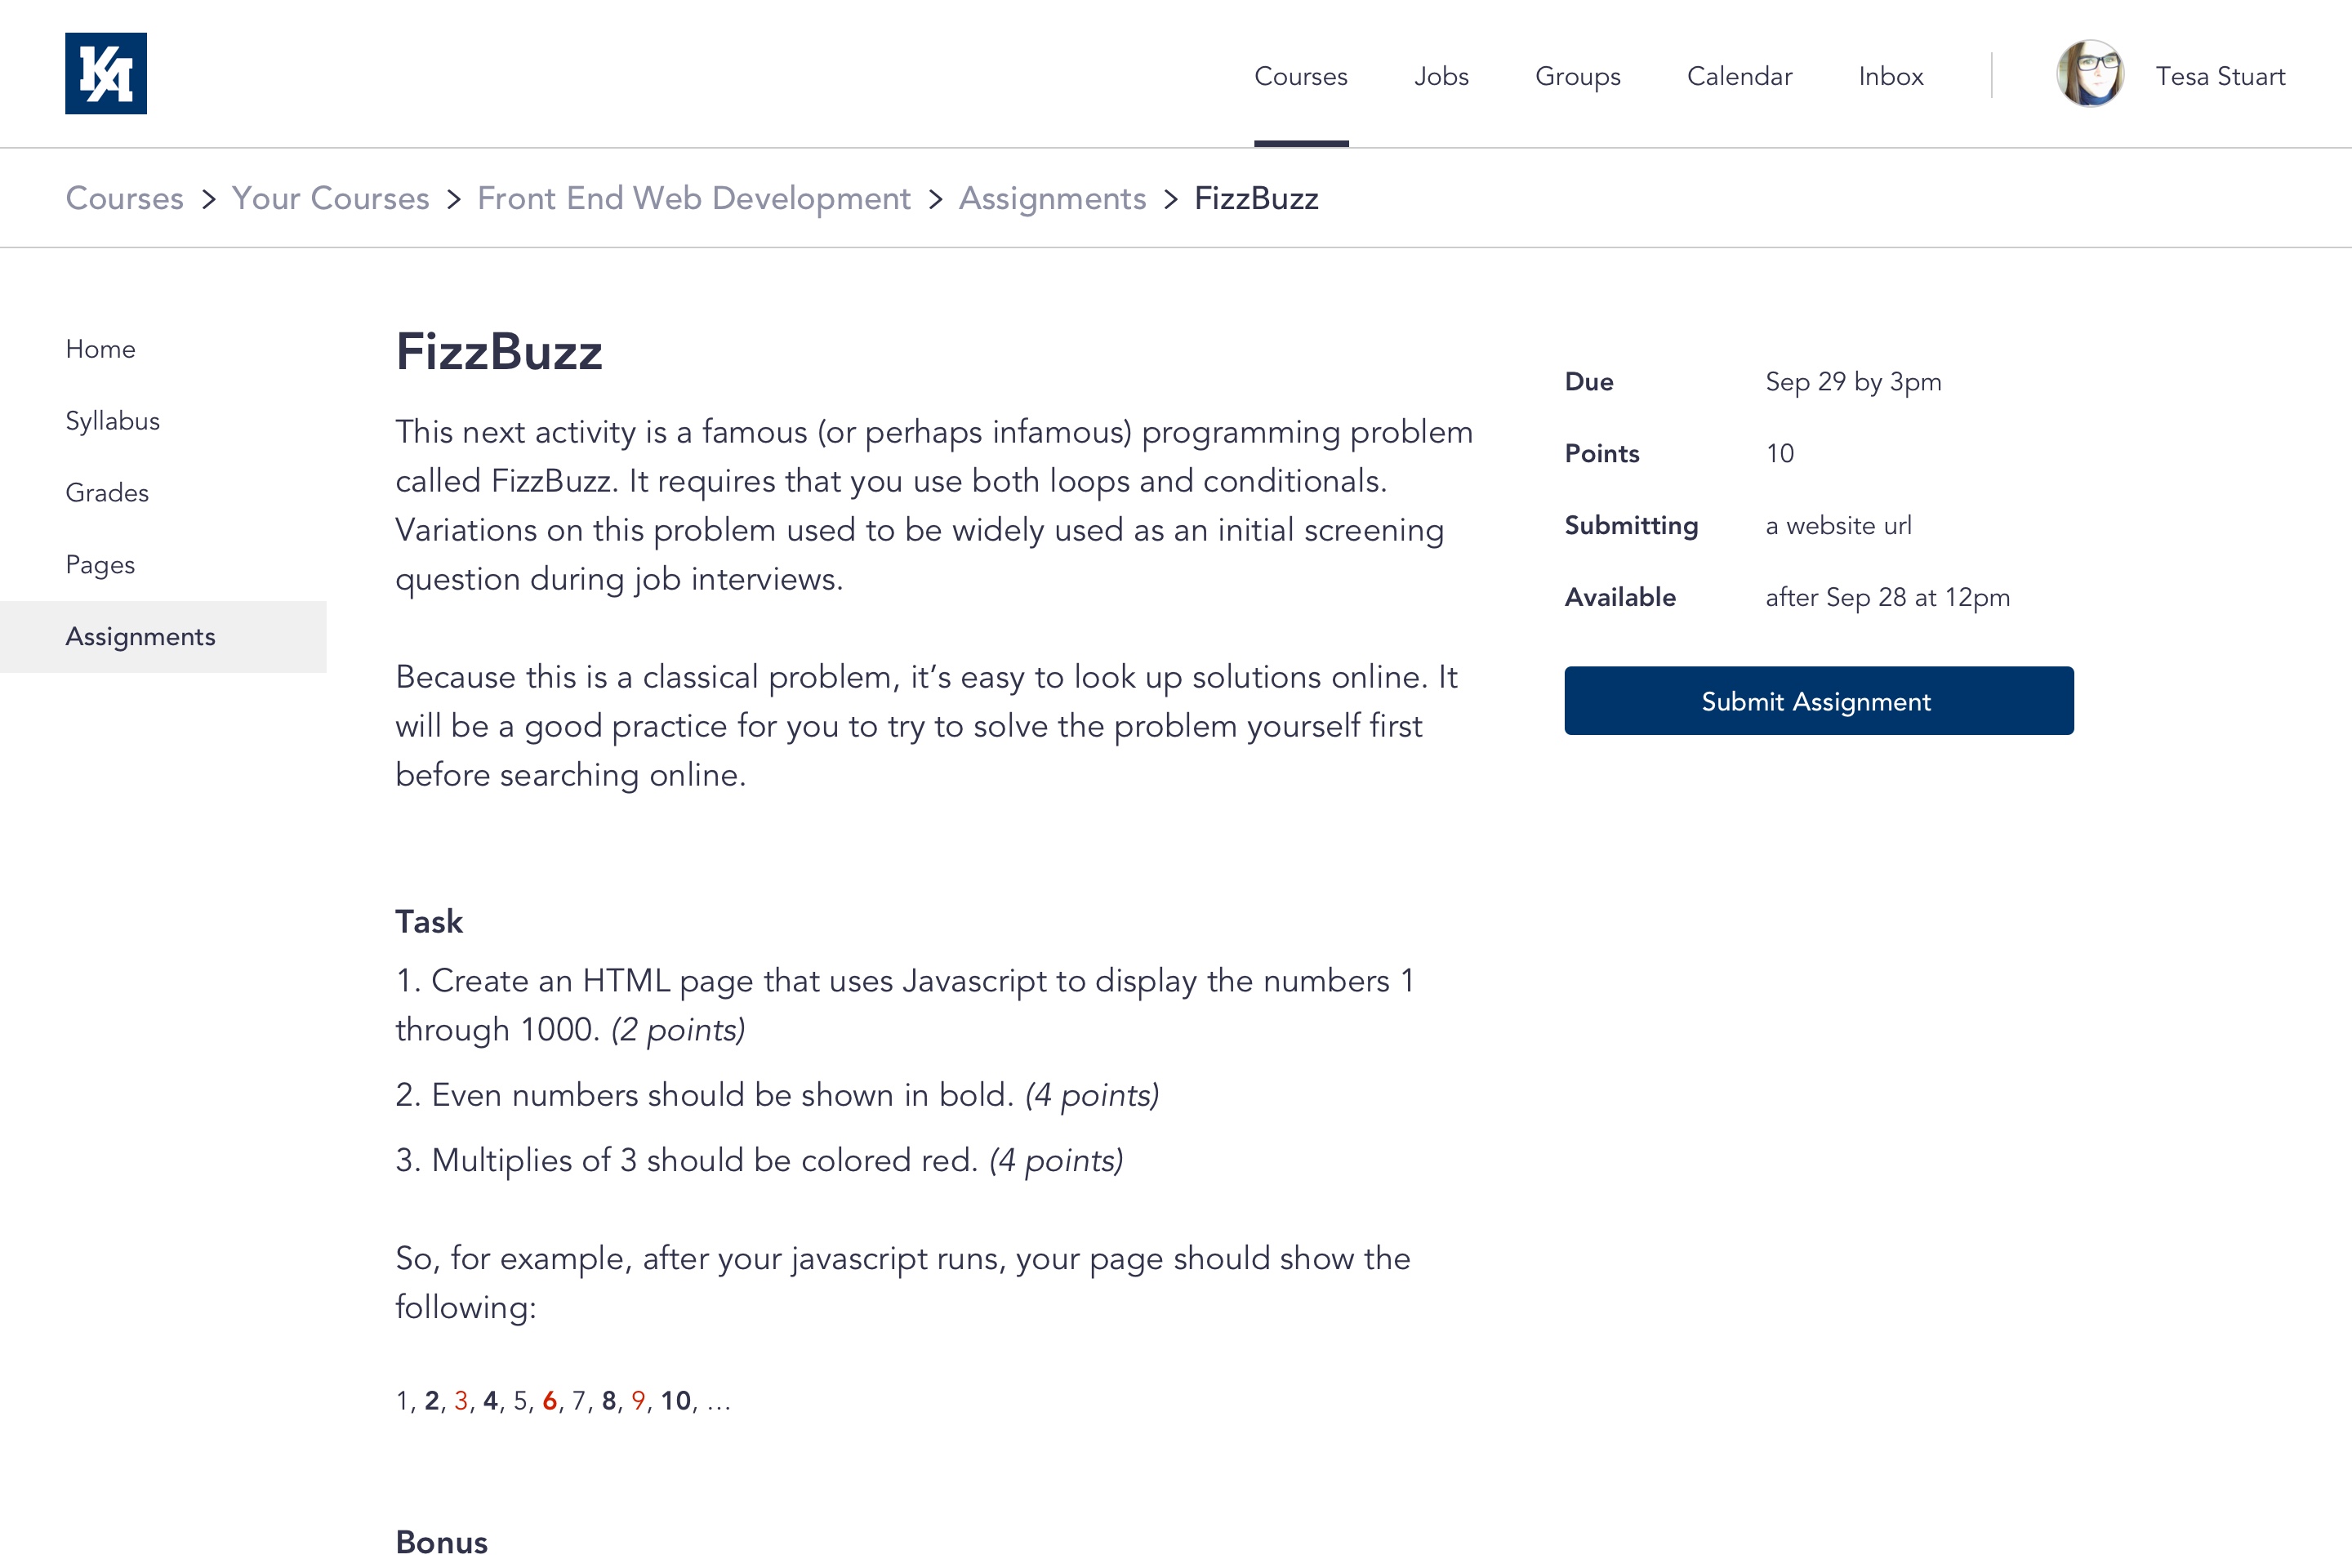 KA
Courses
Jobs
Groups
Calendar
Inbox
Tesa Stuart
Courses > Your Courses > Front End Web Development > Assignments > FizzBuzz
Home
Syllabus
Grades
Pages
Assignments
FizzBuzz
This next activity is a famous (or perhaps infamous) programming problem
called FizzBuzz. It requires that you use both loops and conditionals.
Variations on this problem used to be widely used as an initial screening
question during job interviews.
Because this is a classical problem, it’s easy to look up solutions online. It
will be a good practice for you to try to solve the problem yourself first
before searching online.
Task
1. Create an HTML page that uses Javascript to display the numbers 1
through 1000. (2 points)
2. Even numbers should be shown in bold. (4 points)
3. Multiplies of 3 should be colored red. (4 points)
So, for example, after your javascript runs, your page should show the
following:
1, 2, 3, 4, 5, 6, 7, 8, 9, 10, …
Bonus
Due Sep 29 by 3pm
Points 10
Submitting a website url
Available after Sep 28 at 12pm
Submit Assignment